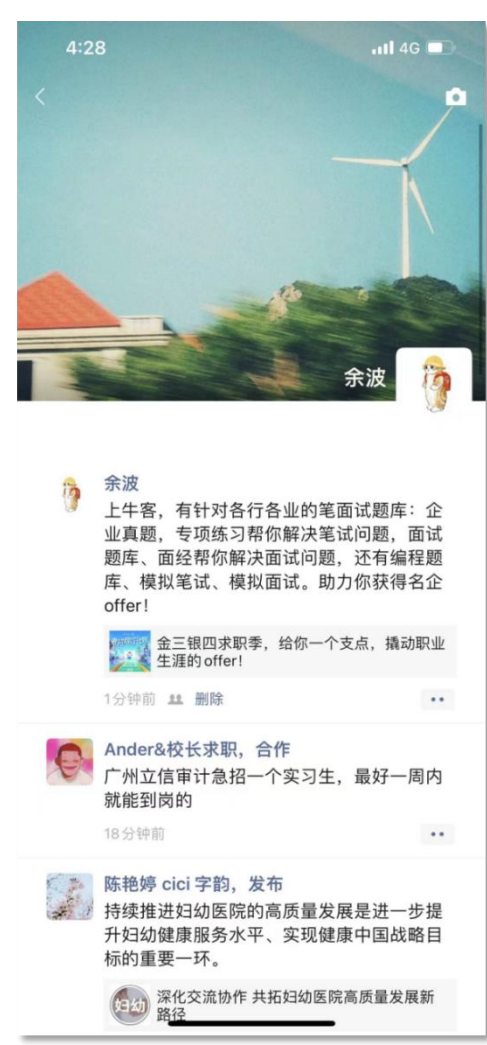 4:28
4G
余波
余波
上牛客，有针对各行各业的笔面试题库：企
业真题，专项练习帮你解决笔试问题，面试
题库、面经帮你解决面试问题，还有编程题
库、模拟笔试、模拟面试。助力你获得名企
offer！
金三银四求职季，给你一个支点，撬动职业
生涯的offer！
1分钟前 删除
Ander&校长求职，合作
广州立信审计急招一个实习生，最好一周内
就能到岗的
18分钟前
陈艳婷 cici 字韵，发布
持续推进妇幼医院的高质量发展是进一步提
升妇幼健康服务水平、实现健康中国战略目
标的重要一环。
妇幼
深化交流协作 共拓妇幼医院高质量发展新
路径